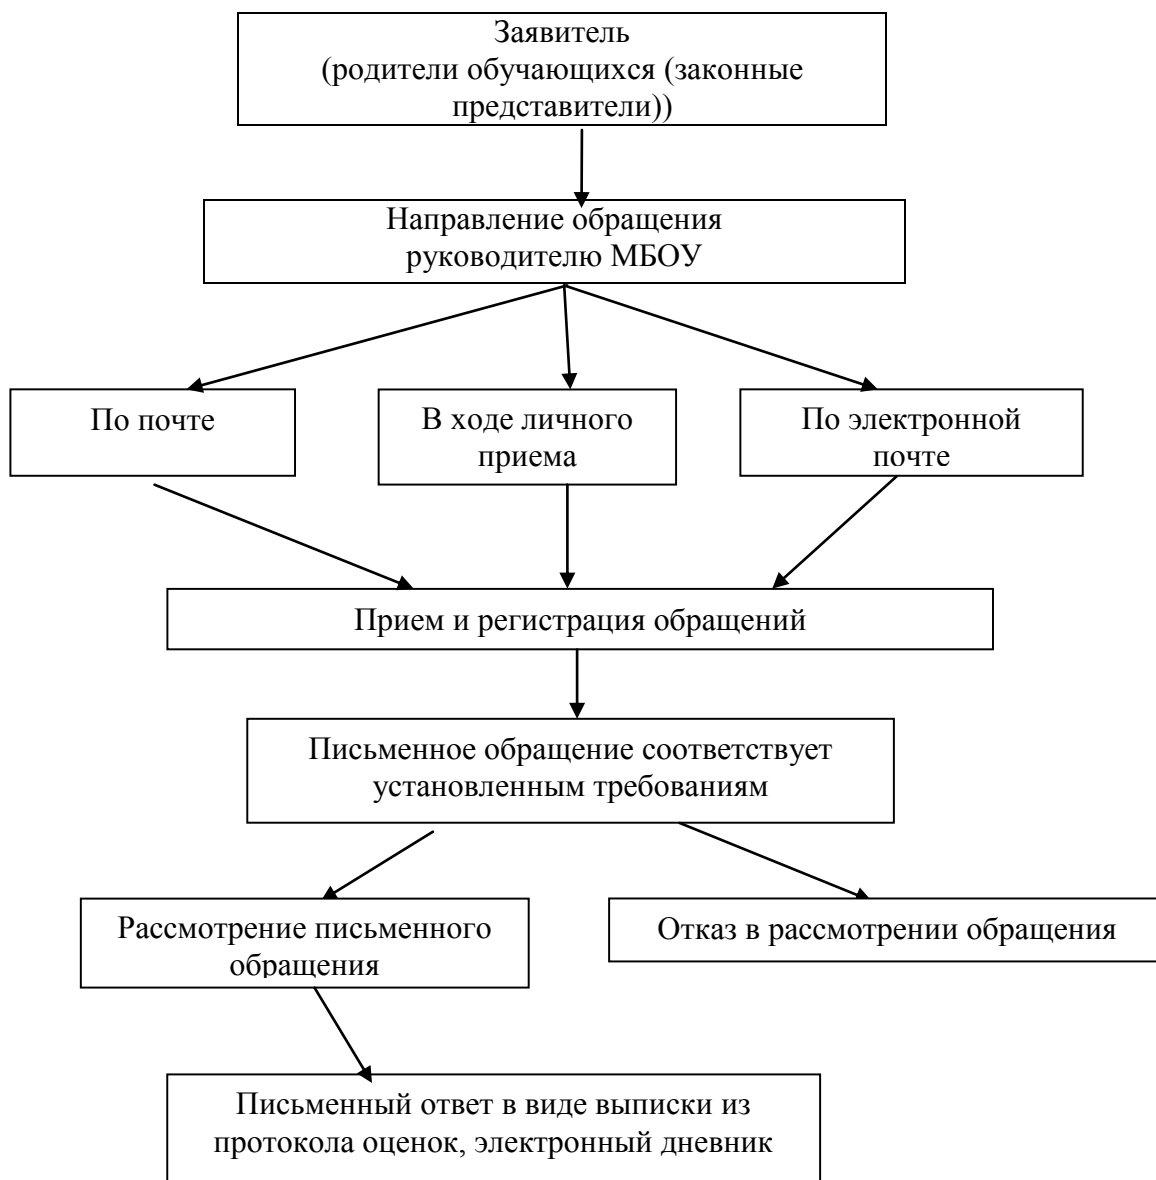 Заявитель
(родители обучающихся (законные
представители))
Направление обращения
руководителю МБОУ
По почте
В ходе личного
приема
По электронной
почте
Прием и регистрация обращений
Письменное обращение соответствует
установленным требованиям
Рассмотрение письменного
обращения
Отказ в рассмотрении обращения
Письменный ответ в виде выписки из
протокола оценок, электронный дневник